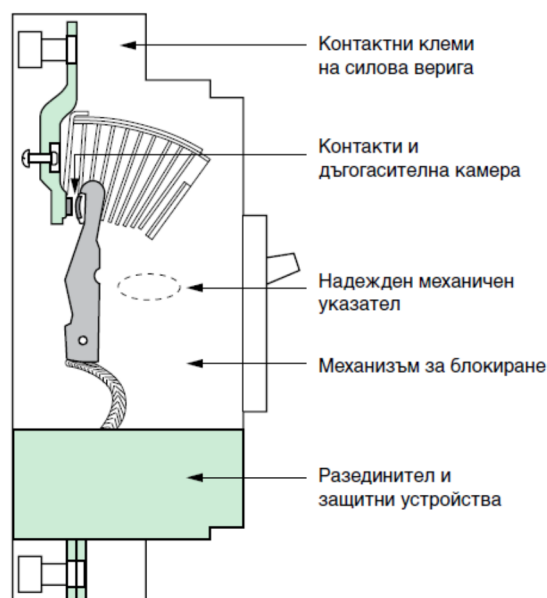 Контактни клеми
на силова верига
Контакти и
дъгогасителна камера
Надежден механичен
указател
Механизъм за блокиране
Разединител и
защитни устройства